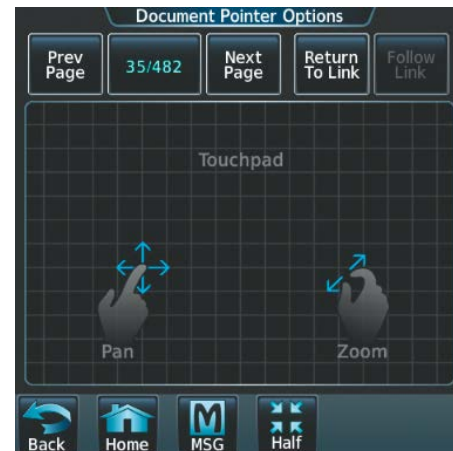 Document Pointer Options
Prev
Page
35/482
Next
Page
Return
To Link
Follow
Link
Touchpad
Pan
Zoom
Back
Home
M
MSG
Half